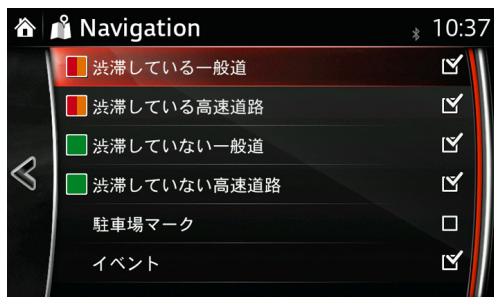 Navigation 10:37
渋滞している一般道
渋滞している高速道路
渋滞していない一般道
渋滞していない高速道路
駐車場マーク
イベント